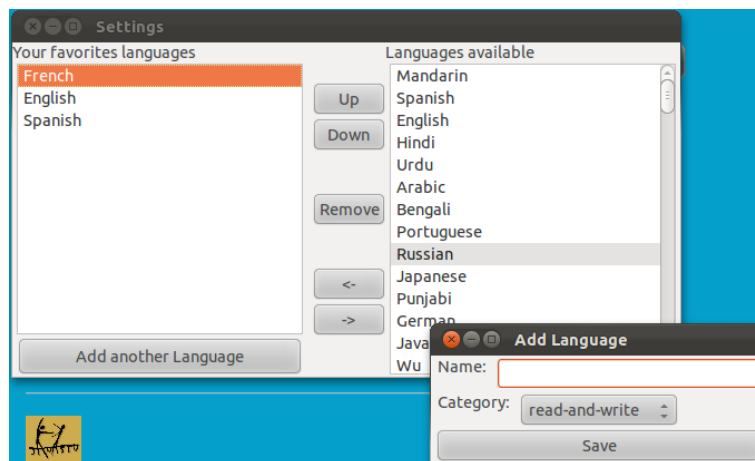 Settings
Your favorites languages
French
English
Spanish
Add another Language
Up
Down
Remove
<-
->
Languages available
Mandarin
Spanish
English
Hindi
Urdu
Arabic
Bengali
Portuguese
Russian
Japanese
Punjabi
German
Java
Wu
Add Language
Name:
Category:
read-and-write
Save